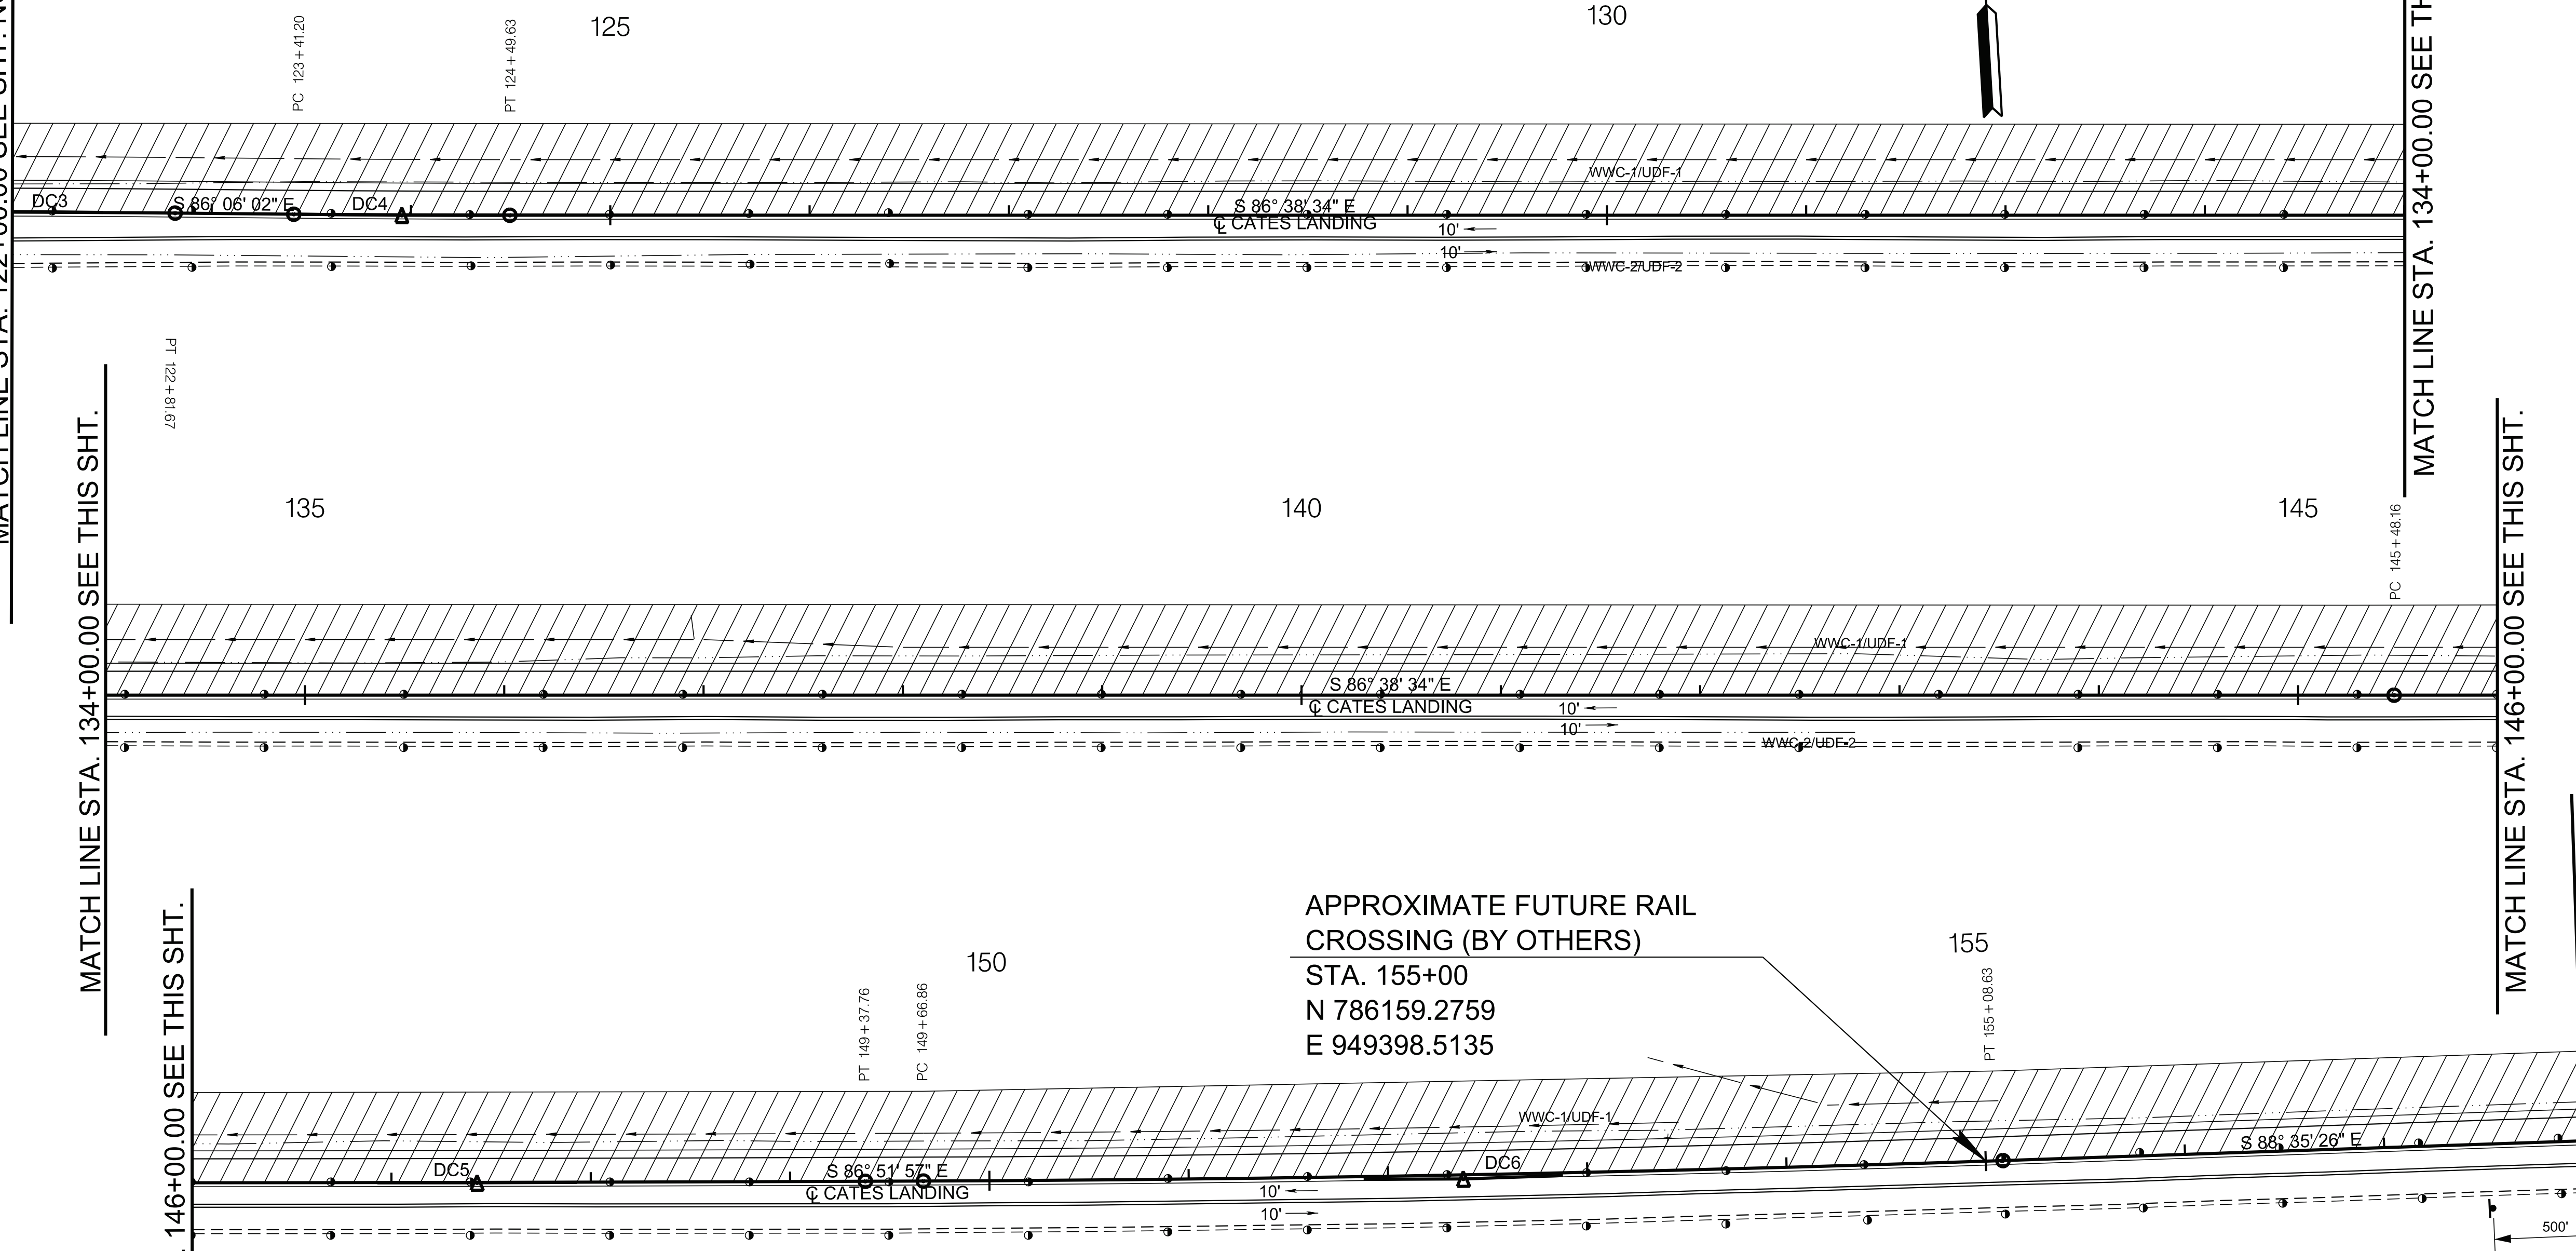 125
130
PC 123+41.20
PT 124+49.63
WWC-1/UDF-1
DC3
S 86° 06' 02" E
DC4
S 86° 38' 34" E
℄ CATES LANDING
10'
10'
WWC-2/UDF-2
PT 122+81.67
MATCH LINE STA. 134+00.00 SEE
MATCH LINE STA. 134+00.00 SEE THIS SHT.
135
140
145
PC 145+48.16
WWC-1/UDF-1
S 86° 38' 34" E
℄ CATES LANDING
10'
10'
WWC-2/UDF-2
MATCH LINE STA. 146+00.00 SEE THIS SHT.
146+00.00 SEE THIS SHT.
150
155
APPROXIMATE FUTURE RAIL
CROSSING (BY OTHERS)
STA. 155+00
N 786159.2759
E 949398.5135
PT 149+37.76
PC 149+66.86
PT 155+08.63
WWC-1/UDF-1
DC5
S 86° 51' 57" E
℄ CATES LANDING
DC6
S 88° 35' 26" E
10'
10'
500'